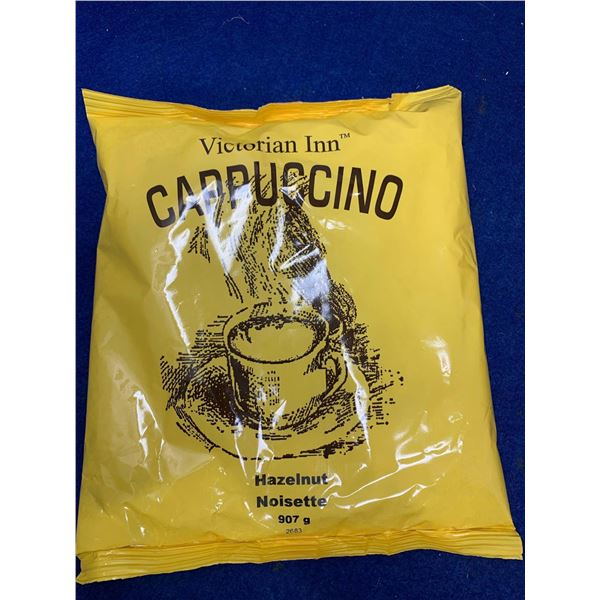 Victorian Inn™
CAPPUCCINO
Hazelnut
Noisette
907 g
2683